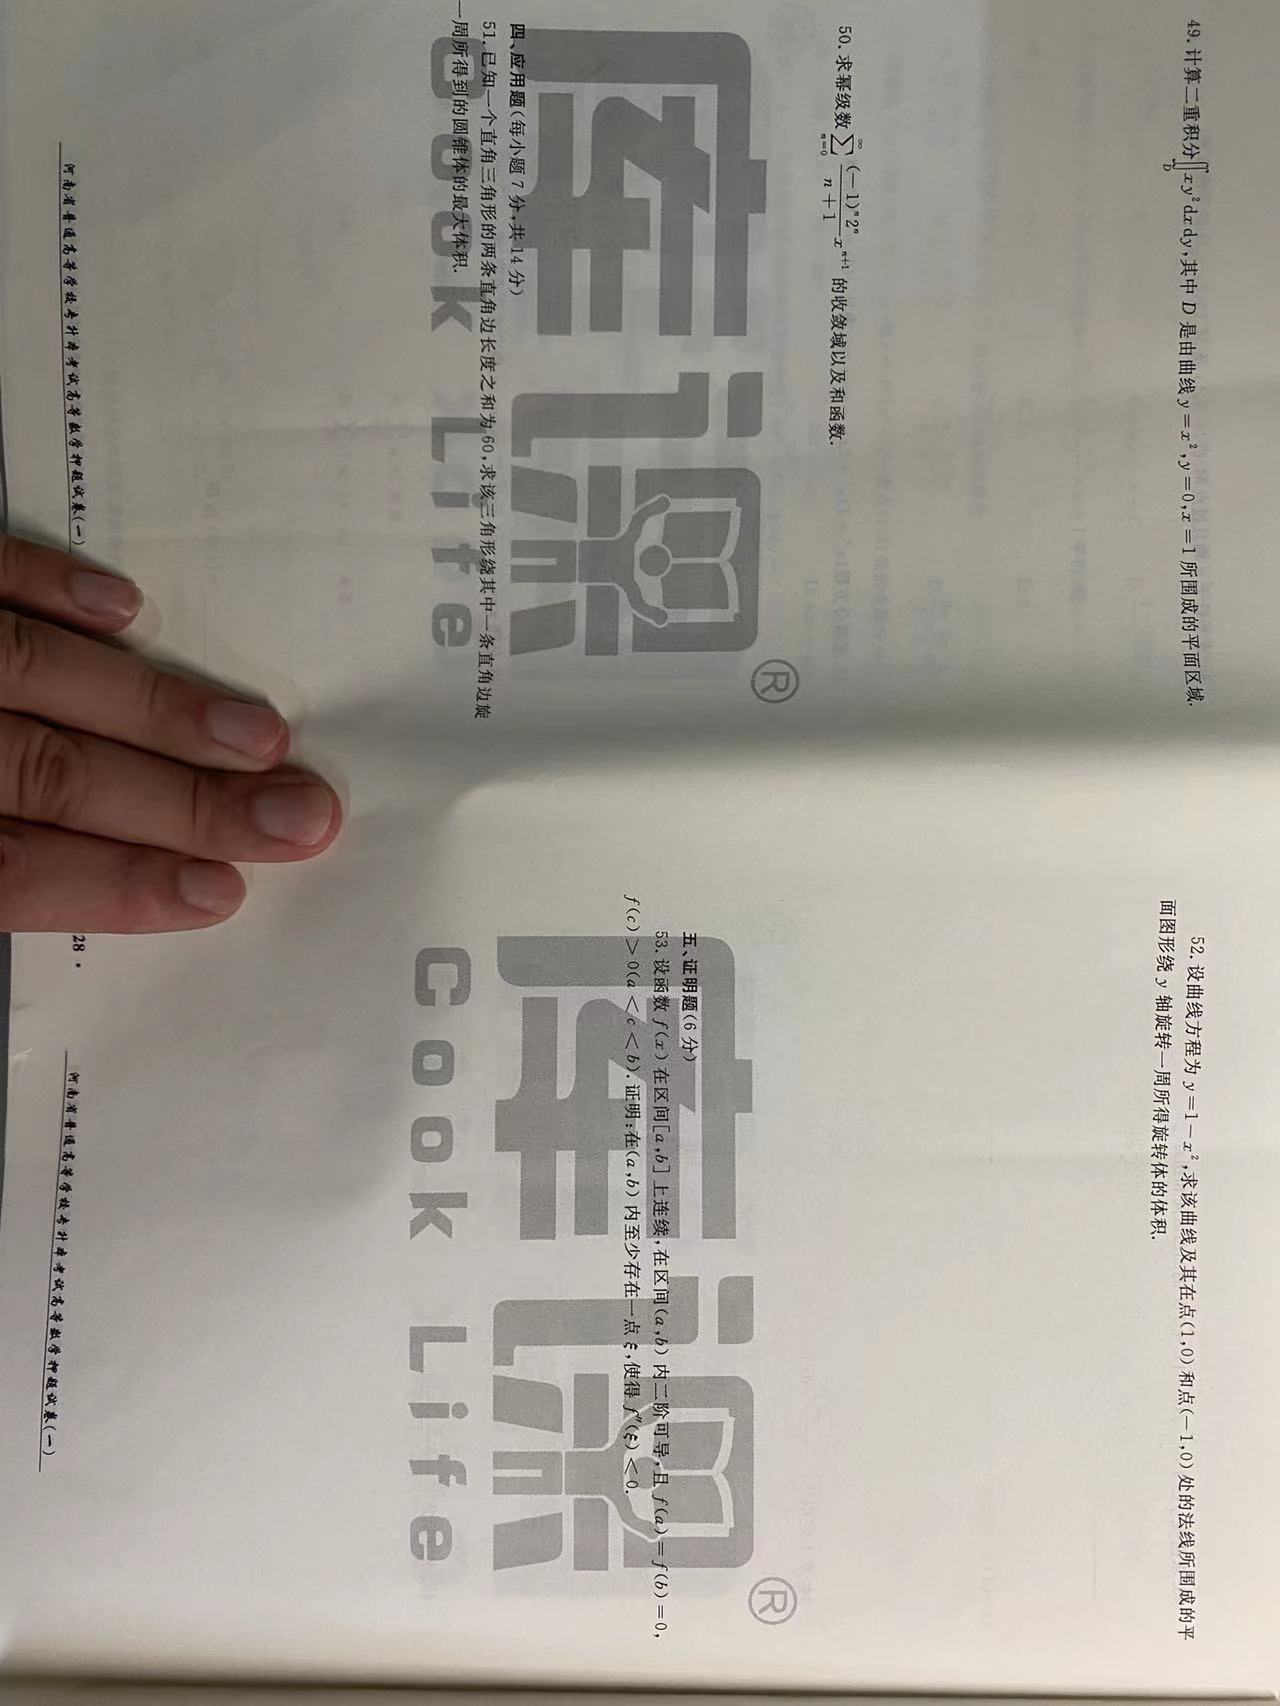 49.计算二重积分∬xy²dxdy,其中 D 是由曲线 y=x²,y=0,x=1 所围成的平面区域.
D
50.求幂级数 ∑_{n=0}^{∞} \frac{(-1)^n 2^n}{n+1} x^{n+1} 的收敛域以及和函数.
库课®
Cook Life
四、应用题(每小题 7 分,共 14 分)
51.已知一个直角三角形的两条直角边长度之和为 60,求该三角形绕其中一条直角边旋
一周所得到的圆锥体的最大体积.
河南省普通高等学校专升本考试高等数学押题试卷(一)
52.设曲线方程为 y=1-x²,求该曲线及其在点(1,0)和点(-1,0)处的法线所围成的平
面图形绕 y 轴旋转一周所得旋转体的体积.
库课®
Cook Life
五、证明题(6 分)
53.设函数 f(x) 在区间[a,b]上连续,在区间(a,b) 内二阶可导,且 f(a)=f(b)=0,
f(c)>0(a<c<b).证明:在(a,b) 内至少存在一点 ξ,使得 f″(ξ)<0.
28 ·
河南省普通高等学校专升本考试高等数学押题试卷(一)